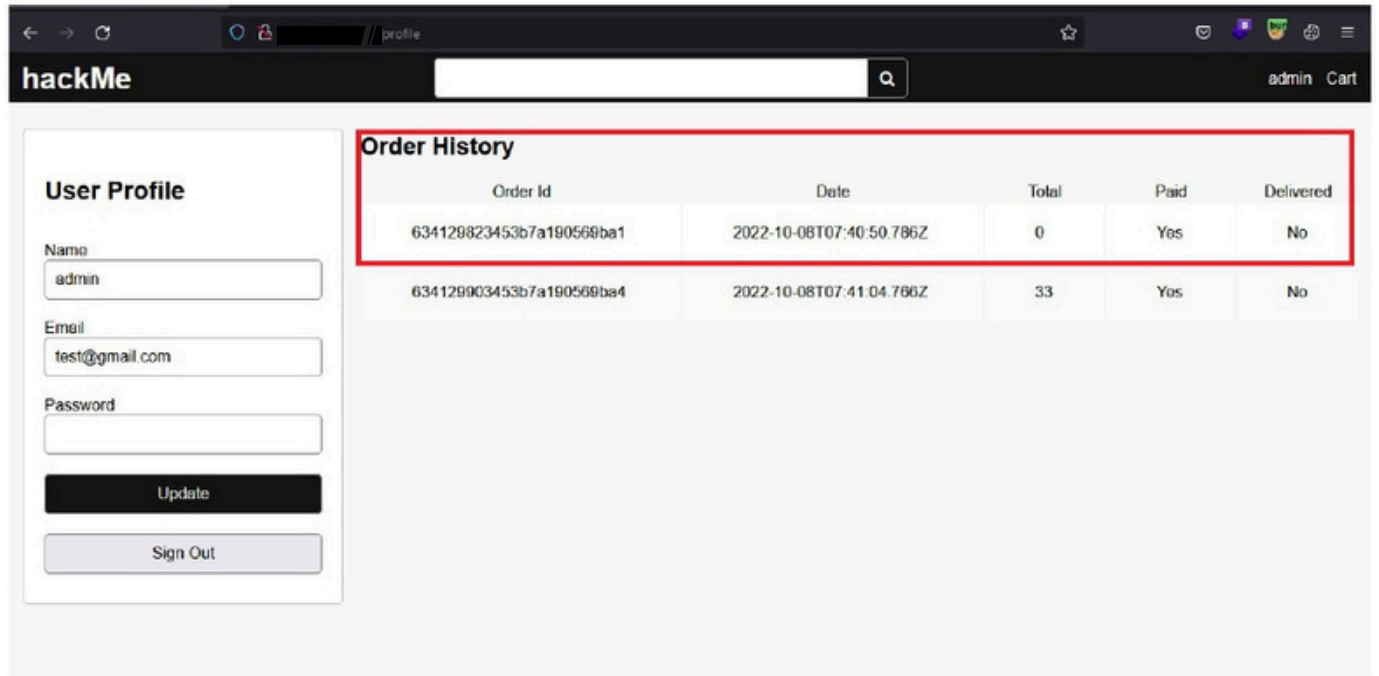 //profile
hackMe
admin Cart
User Profile
Name
admin
Email
test@gmail.com
Password
Update
Sign Out
Order History
Order Id Date Total Paid Delivered
634129823453b7a190569ba1 2022-10-08T07:40:50.786Z 0 Yes No
634129903453b7a190569ba4 2022-10-08T07:41:04.766Z 33 Yes No